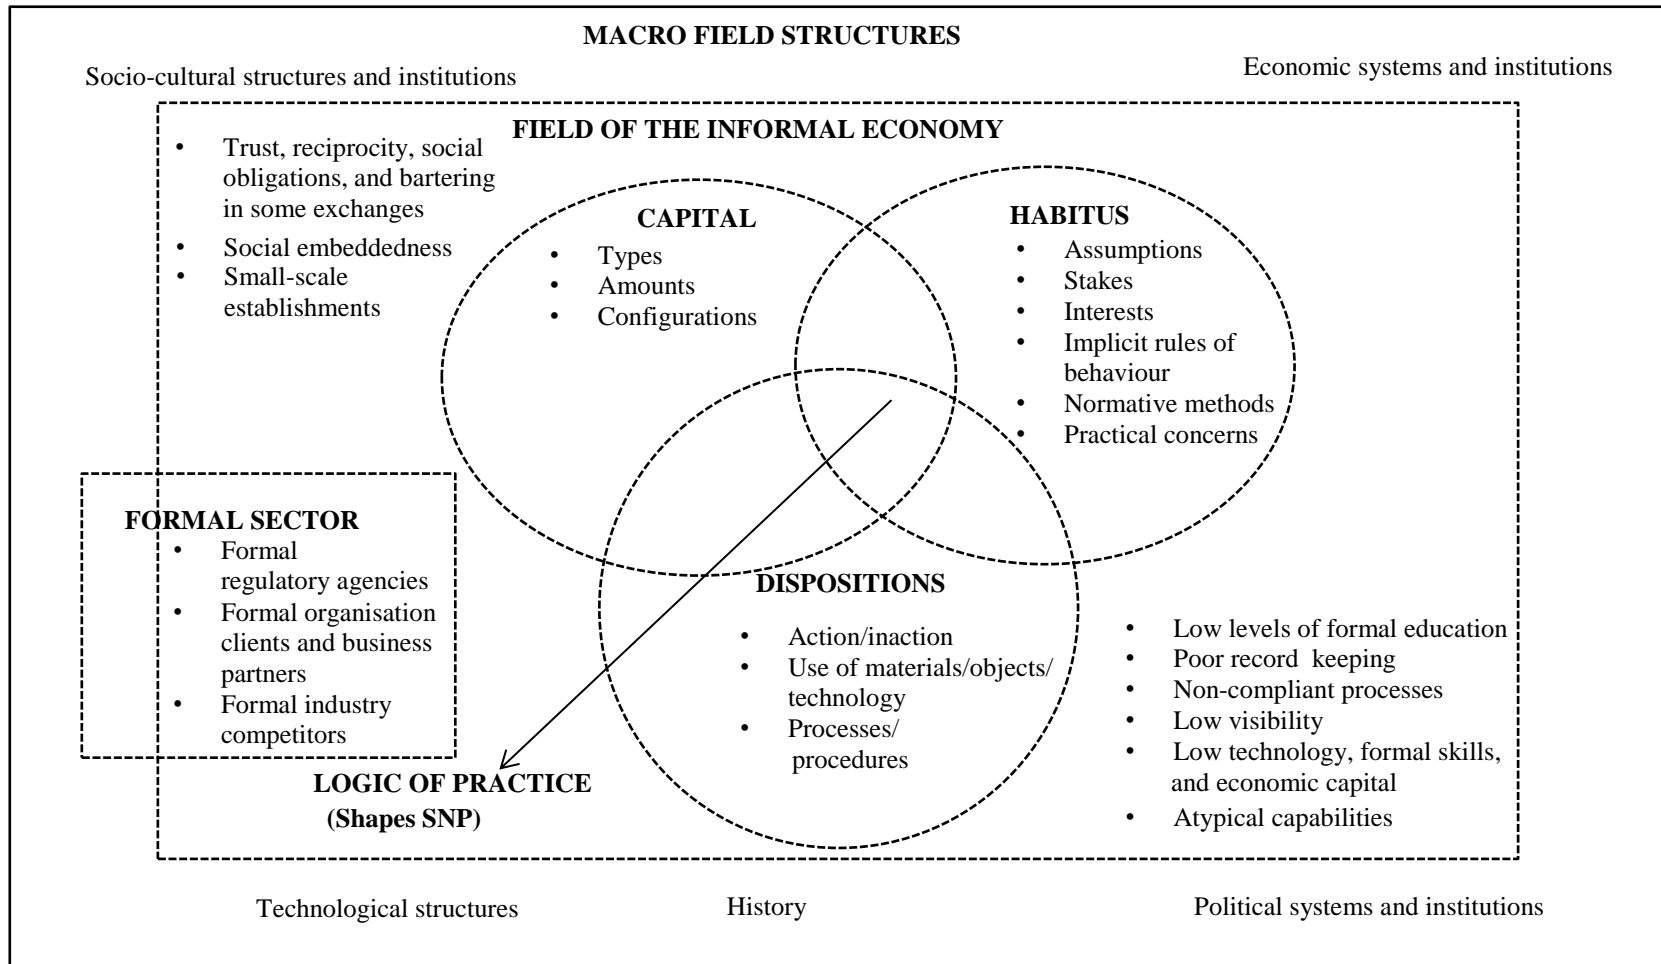 MACRO FIELD STRUCTURES
Socio-cultural structures and institutions
Economic systems and institutions
FIELD OF THE INFORMAL ECONOMY
• Trust, reciprocity, social
obligations, and bartering
in some exchanges
• Social embeddedness
• Small-scale
establishments
CAPITAL
• Types
• Amounts
• Configurations
HABITUS
• Assumptions
• Stakes
• Interests
• Implicit rules of
behaviour
• Normative methods
• Practical concerns
FORMAL SECTOR
• Formal
regulatory agencies
• Formal organisation
clients and business
partners
• Formal industry
competitors
DISPOSITIONS
• Action/inaction
• Use of materials/objects/
technology
• Processes/
procedures
• Low levels of formal education
• Poor record keeping
• Non-compliant processes
• Low visibility
• Low technology, formal skills,
and economic capital
• Atypical capabilities
LOGIC OF PRACTICE
(Shapes SNP)
Technological structures
History
Political systems and institutions